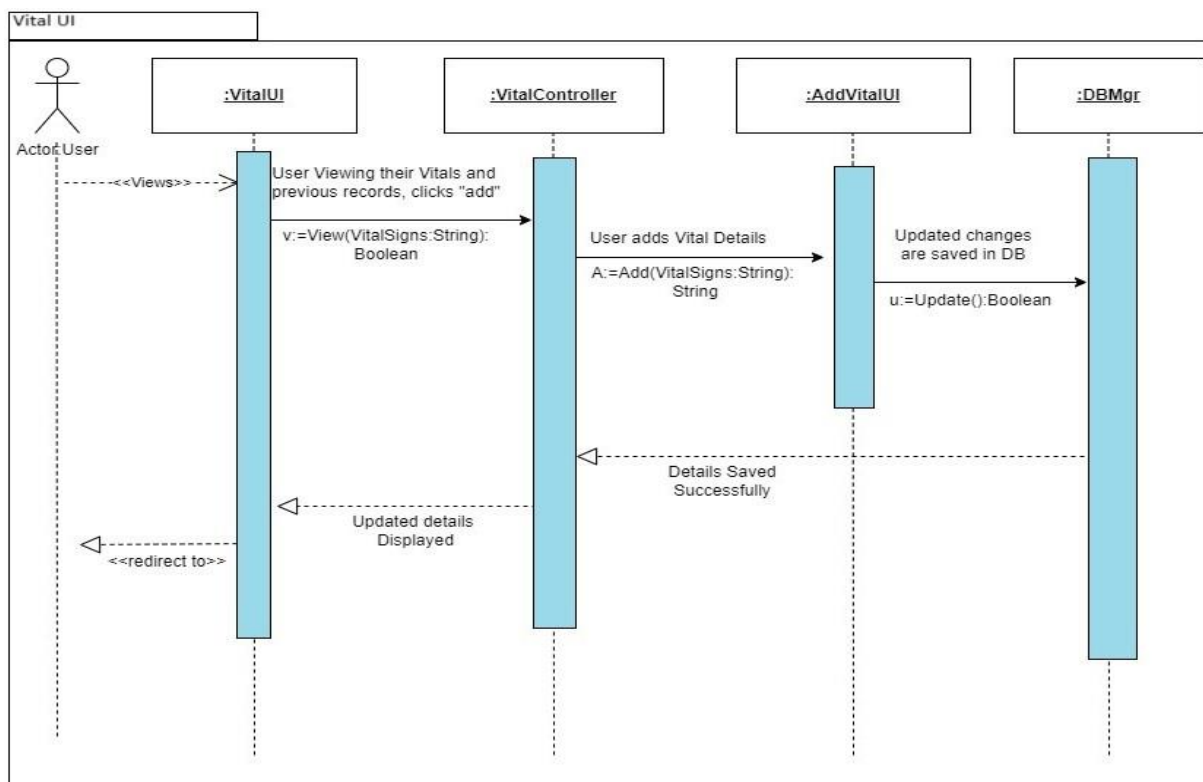 Vital UI
:VitalUI
:VitalController
:AddVitalUI
:DBMgr
Actor User
<<Views>>
User Viewing their Vitals and
previous records, clicks "add"
v:=View(VitalSigns:String):
Boolean
User adds Vital Details
A:=Add(VitalSigns:String):
String
Updated changes
are saved in DB
u:=Update():Boolean
Details Saved
Successfully
Updated details
Displayed
<<redirect to>>